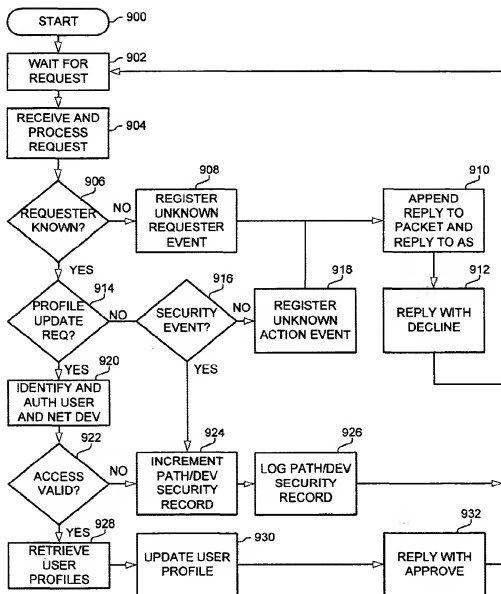 START
900
WAIT FOR
REQUEST
902
RECEIVE AND
PROCESS
REQUEST
904
REQUESTER
KNOWN?
906
NO
YES
REGISTER
UNKNOWN
REQUESTER
EVENT
908
APPEND
REPLY TO
PACKET AND
REPLY TO AS
910
REPLY WITH
DECLINE
912
PROFILE
UPDATE
REQ?
914
NO
YES
SECURITY
EVENT?
916
NO
YES
REGISTER
UNKNOWN
ACTION EVENT
918
IDENTIFY AND
AUTH USER
AND NET DEV
920
ACCESS
VALID?
922
NO
YES
INCREMENT
PATH/DEV
SECURITY
RECORD
924
LOG PATH/DEV
SECURITY
RECORD
926
RETRIEVE
USER
PROFILES
928
UPDATE USER
PROFILE
930
REPLY WITH
APPROVE
932